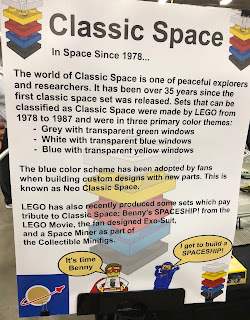 Classic Space
In Space Since 1978...
The world of Classic Space is one of peaceful explorers
and researchers. It has been over 35 years since the
first classic space set was released. Sets that can be
classified as Classic Space were made by LEGO from
1978 to 1987 and were in three primary color themes:
- Grey with transparent green windows
- White with transparent blue windows
- Blue with transparent yellow windows
The blue color scheme has been adopted by fans
when building custom designs with new parts. This is
known as Neo Classic Space.
LEGO has also recently produced some sets which pay
tribute to Classic Space: Benny's SPACESHIP! from the
LEGO Movie, the fan designed Exo-Suit,
and a Space Miner as part of
the Collectible Minifigs.
It's time
Benny
I get to build a
SPACESHIP!